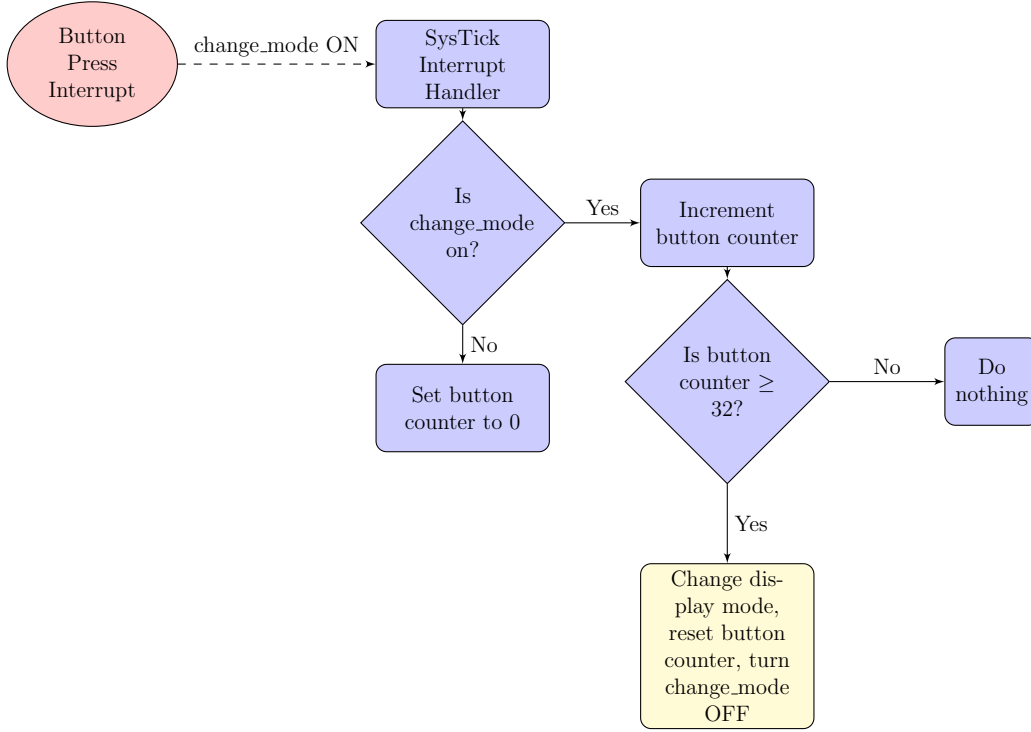 Button
Press
Interrupt
change_mode ON
SysTick
Interrupt
Handler
Is
change_mode
on?
Yes
Increment
button counter
No
Set button
counter to 0
Is button
counter ≥
32?
No
Do
nothing
Yes
Change dis-
play mode,
reset button
counter, turn
change_mode
OFF